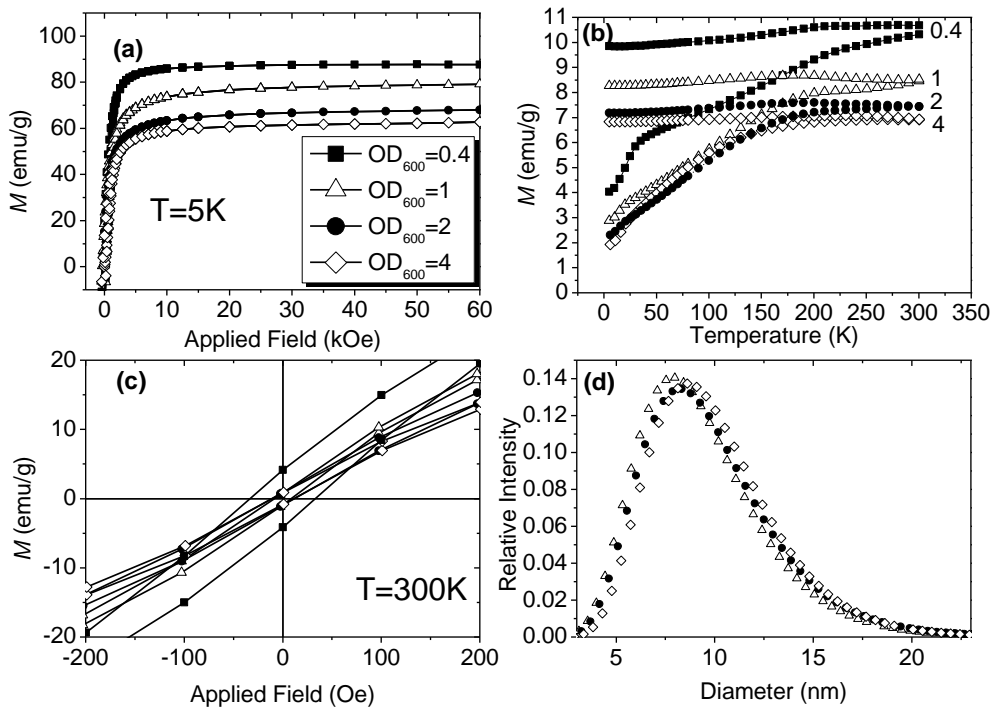 (a)
100
80
60
40
20
0
M (emu/g)
T=5K
OD600=0.4
OD600=1
OD600=2
OD600=4
0 10 20 30 40 50 60
Applied Field (kOe)
(b)
11
10
9
8
7
6
5
4
3
2
1
0
M (emu/g)
0.4
1
2
4
0 50 100 150 200 250 300 350
Temperature (K)
(c)
20
10
0
-10
-20
M (emu/g)
T=300K
-200 -100 0 100 200
Applied Field (Oe)
(d)
0.14
0.12
0.10
0.08
0.06
0.04
0.02
0.00
Relative Intensity
5 10 15 20
Diameter (nm)